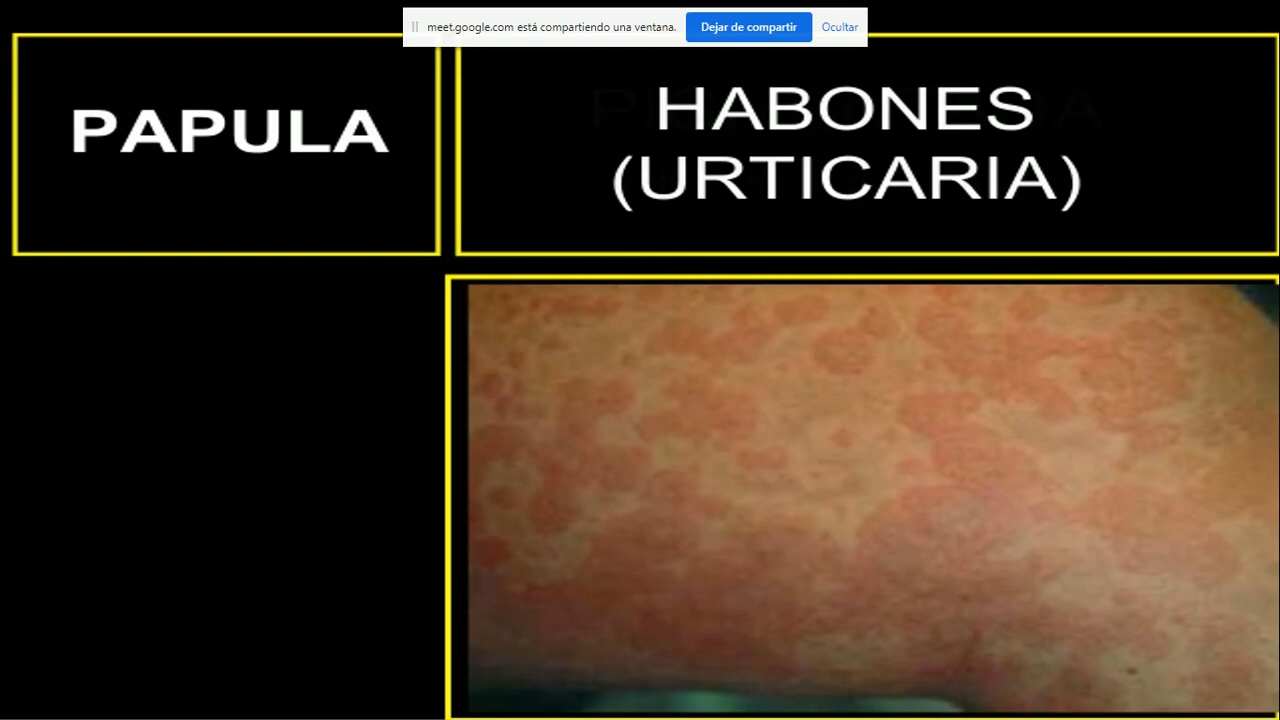 meet.google.com está compartiendo una ventana.
Dejar de compartir
Ocultar
PAPULA
HABONES
(URTICARIA)